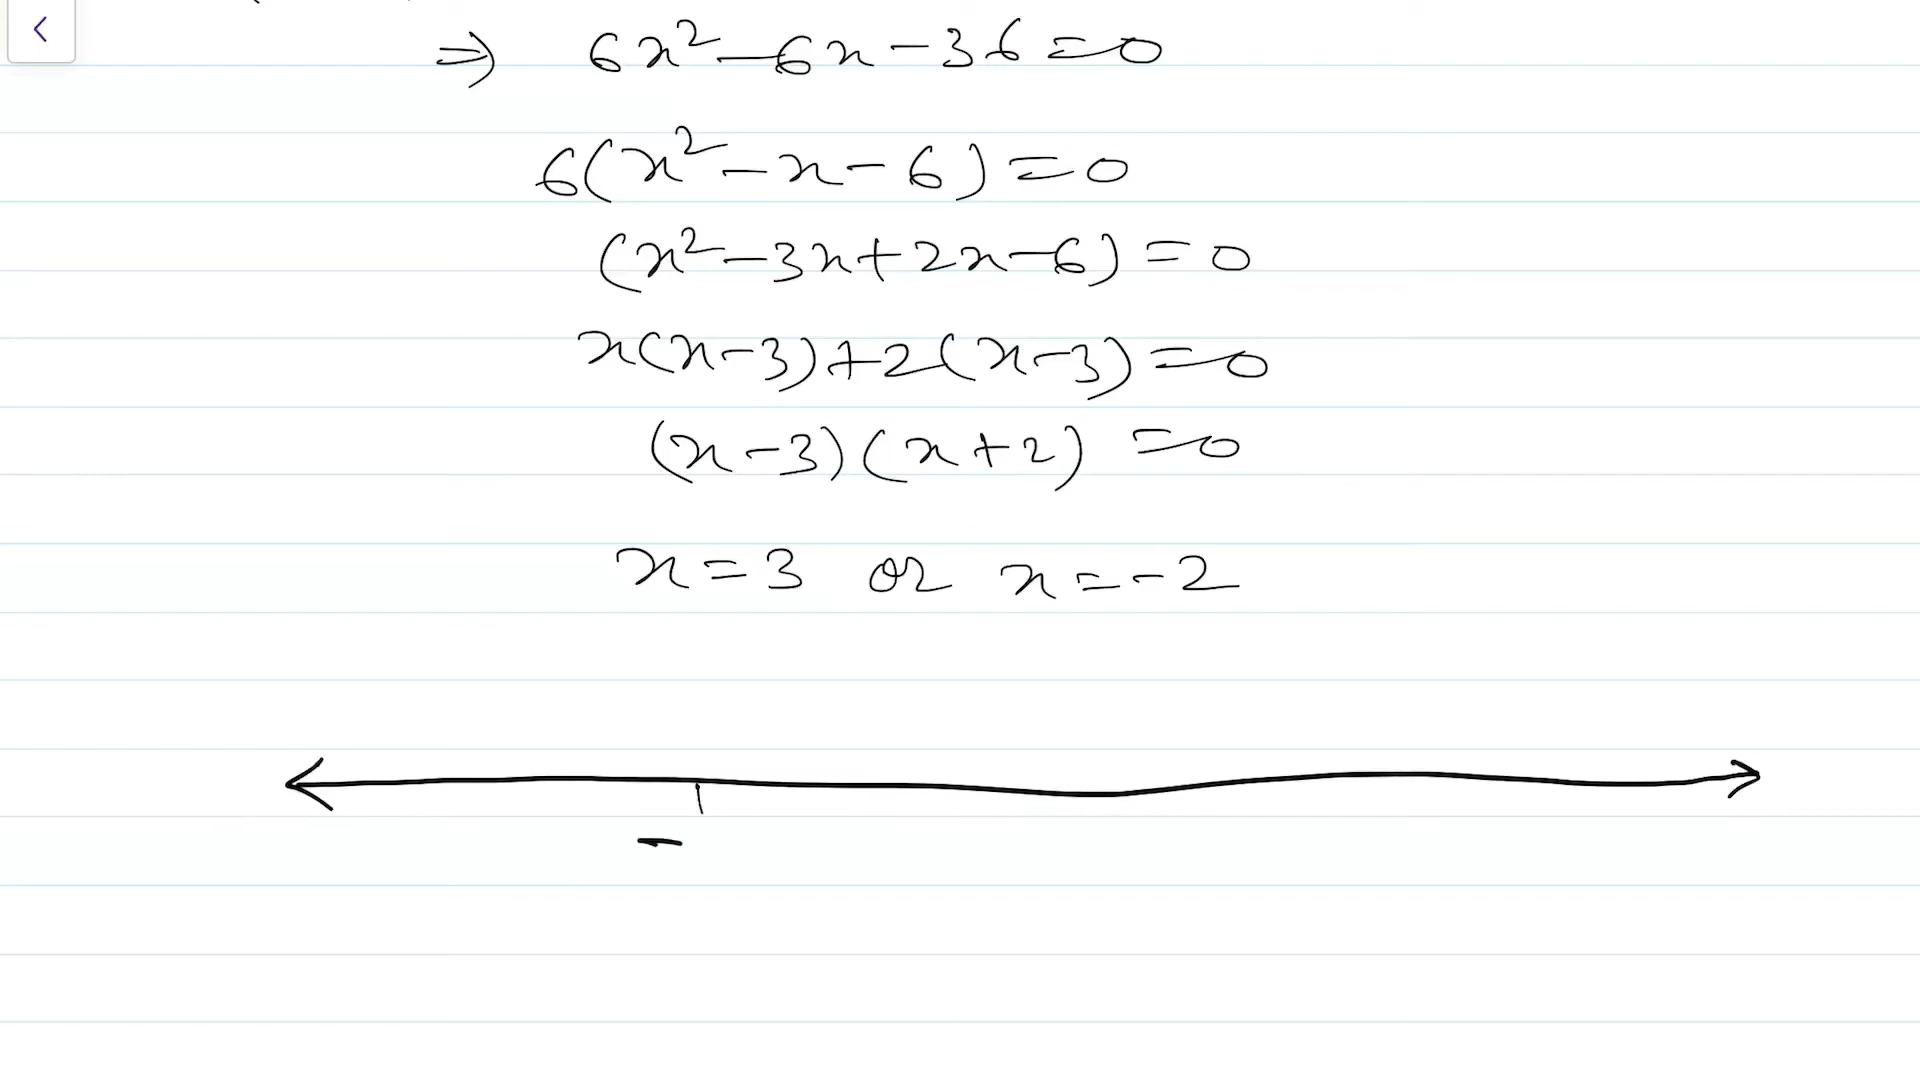 ⇒ 6x² - 6x - 36 = 0
6(x² - x - 6) = 0
(x² - 3x + 2x - 6) = 0
x(x - 3) + 2(x - 3) = 0
(x - 3)(x + 2) = 0
x = 3 or x = -2
-